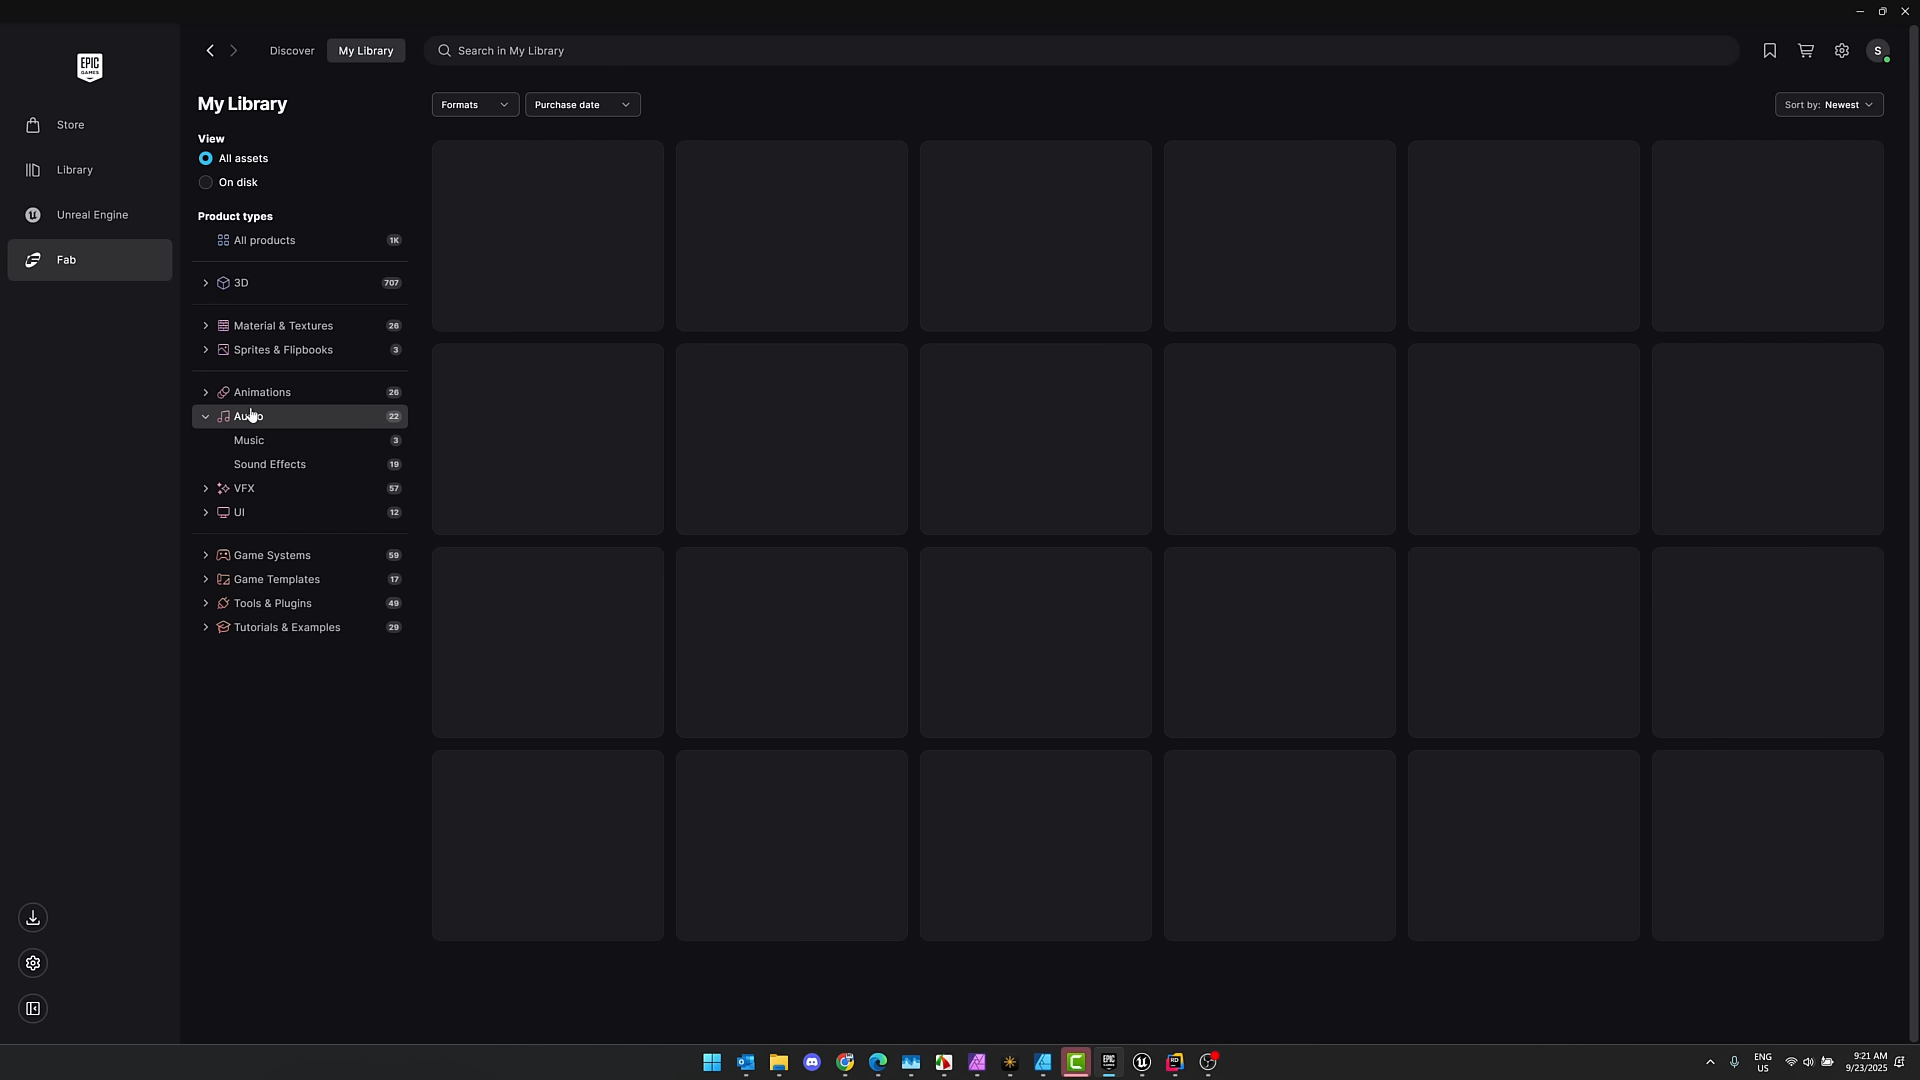 EPIC
GAMES
Discover
My Library
Search in My Library
S
Store
Library
Unreal Engine
Fab
My Library
Formats
Purchase date
Sort by: Newest
View
All assets
On disk
Product types
All products 1K
3D 707
Material & Textures 26
Sprites & Flipbooks 3
Animations 26
Audio 22
Music 3
Sound Effects 19
VFX 57
UI 12
Game Systems 59
Game Templates 17
Tools & Plugins 49
Tutorials & Examples 29
ENG
US
9:21 AM
9/23/2025